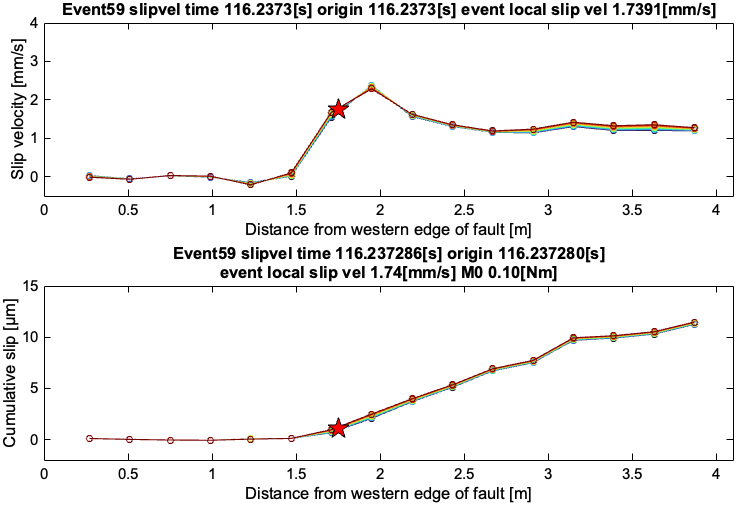 Event59 slipvel time 116.2373[s] origin 116.2373[s] event local slip vel 1.7391[mm/s]
4
3
2
1
0
Slip velocity [mm/s]
0 0.5 1 1.5 2 2.5 3 3.5 4
Distance from western edge of fault [m]
Event59 slipvel time 116.237286[s] origin 116.237280[s]
event local slip vel 1.74[mm/s] M0 0.10[Nm]
15
10
5
0
Cumulative slip [μm]
0 0.5 1 1.5 2 2.5 3 3.5 4
Distance from western edge of fault [m]